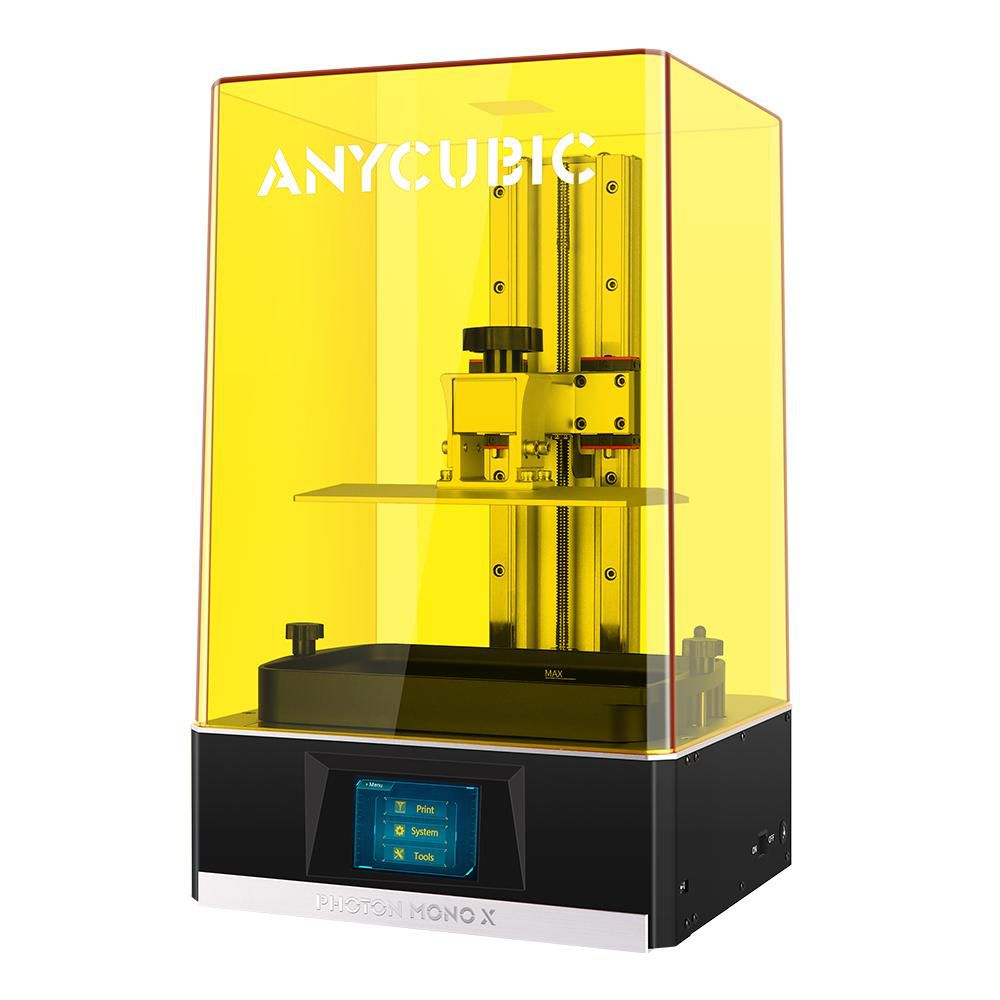 ANYCUBIC
MAX
Menu
Print
System
Tools
ON OFF
PHOTON MONO X